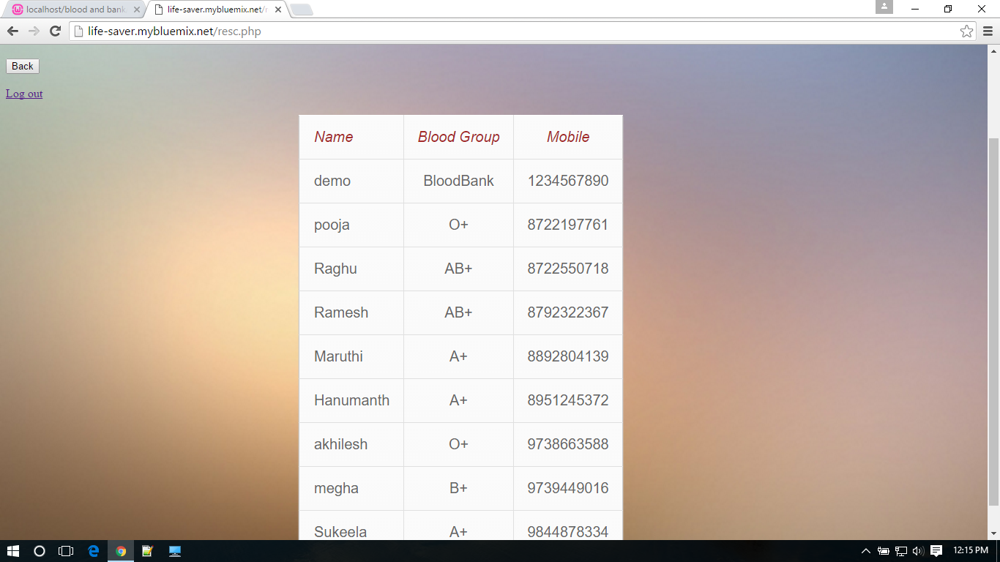 localhost/blood and bank
life-saver.mybluemix.net/r
life-saver.mybluemix.net/resc.php
Back
Log out
Name Blood Group Mobile
demo BloodBank 1234567890
pooja O+ 8722197761
Raghu AB+ 8722550718
Ramesh AB+ 8792322367
Maruthi A+ 8892804139
Hanumanth A+ 8951245372
akhilesh O+ 9738663588
megha B+ 9739449016
Sukeela A+ 9844878334
12:15 PM